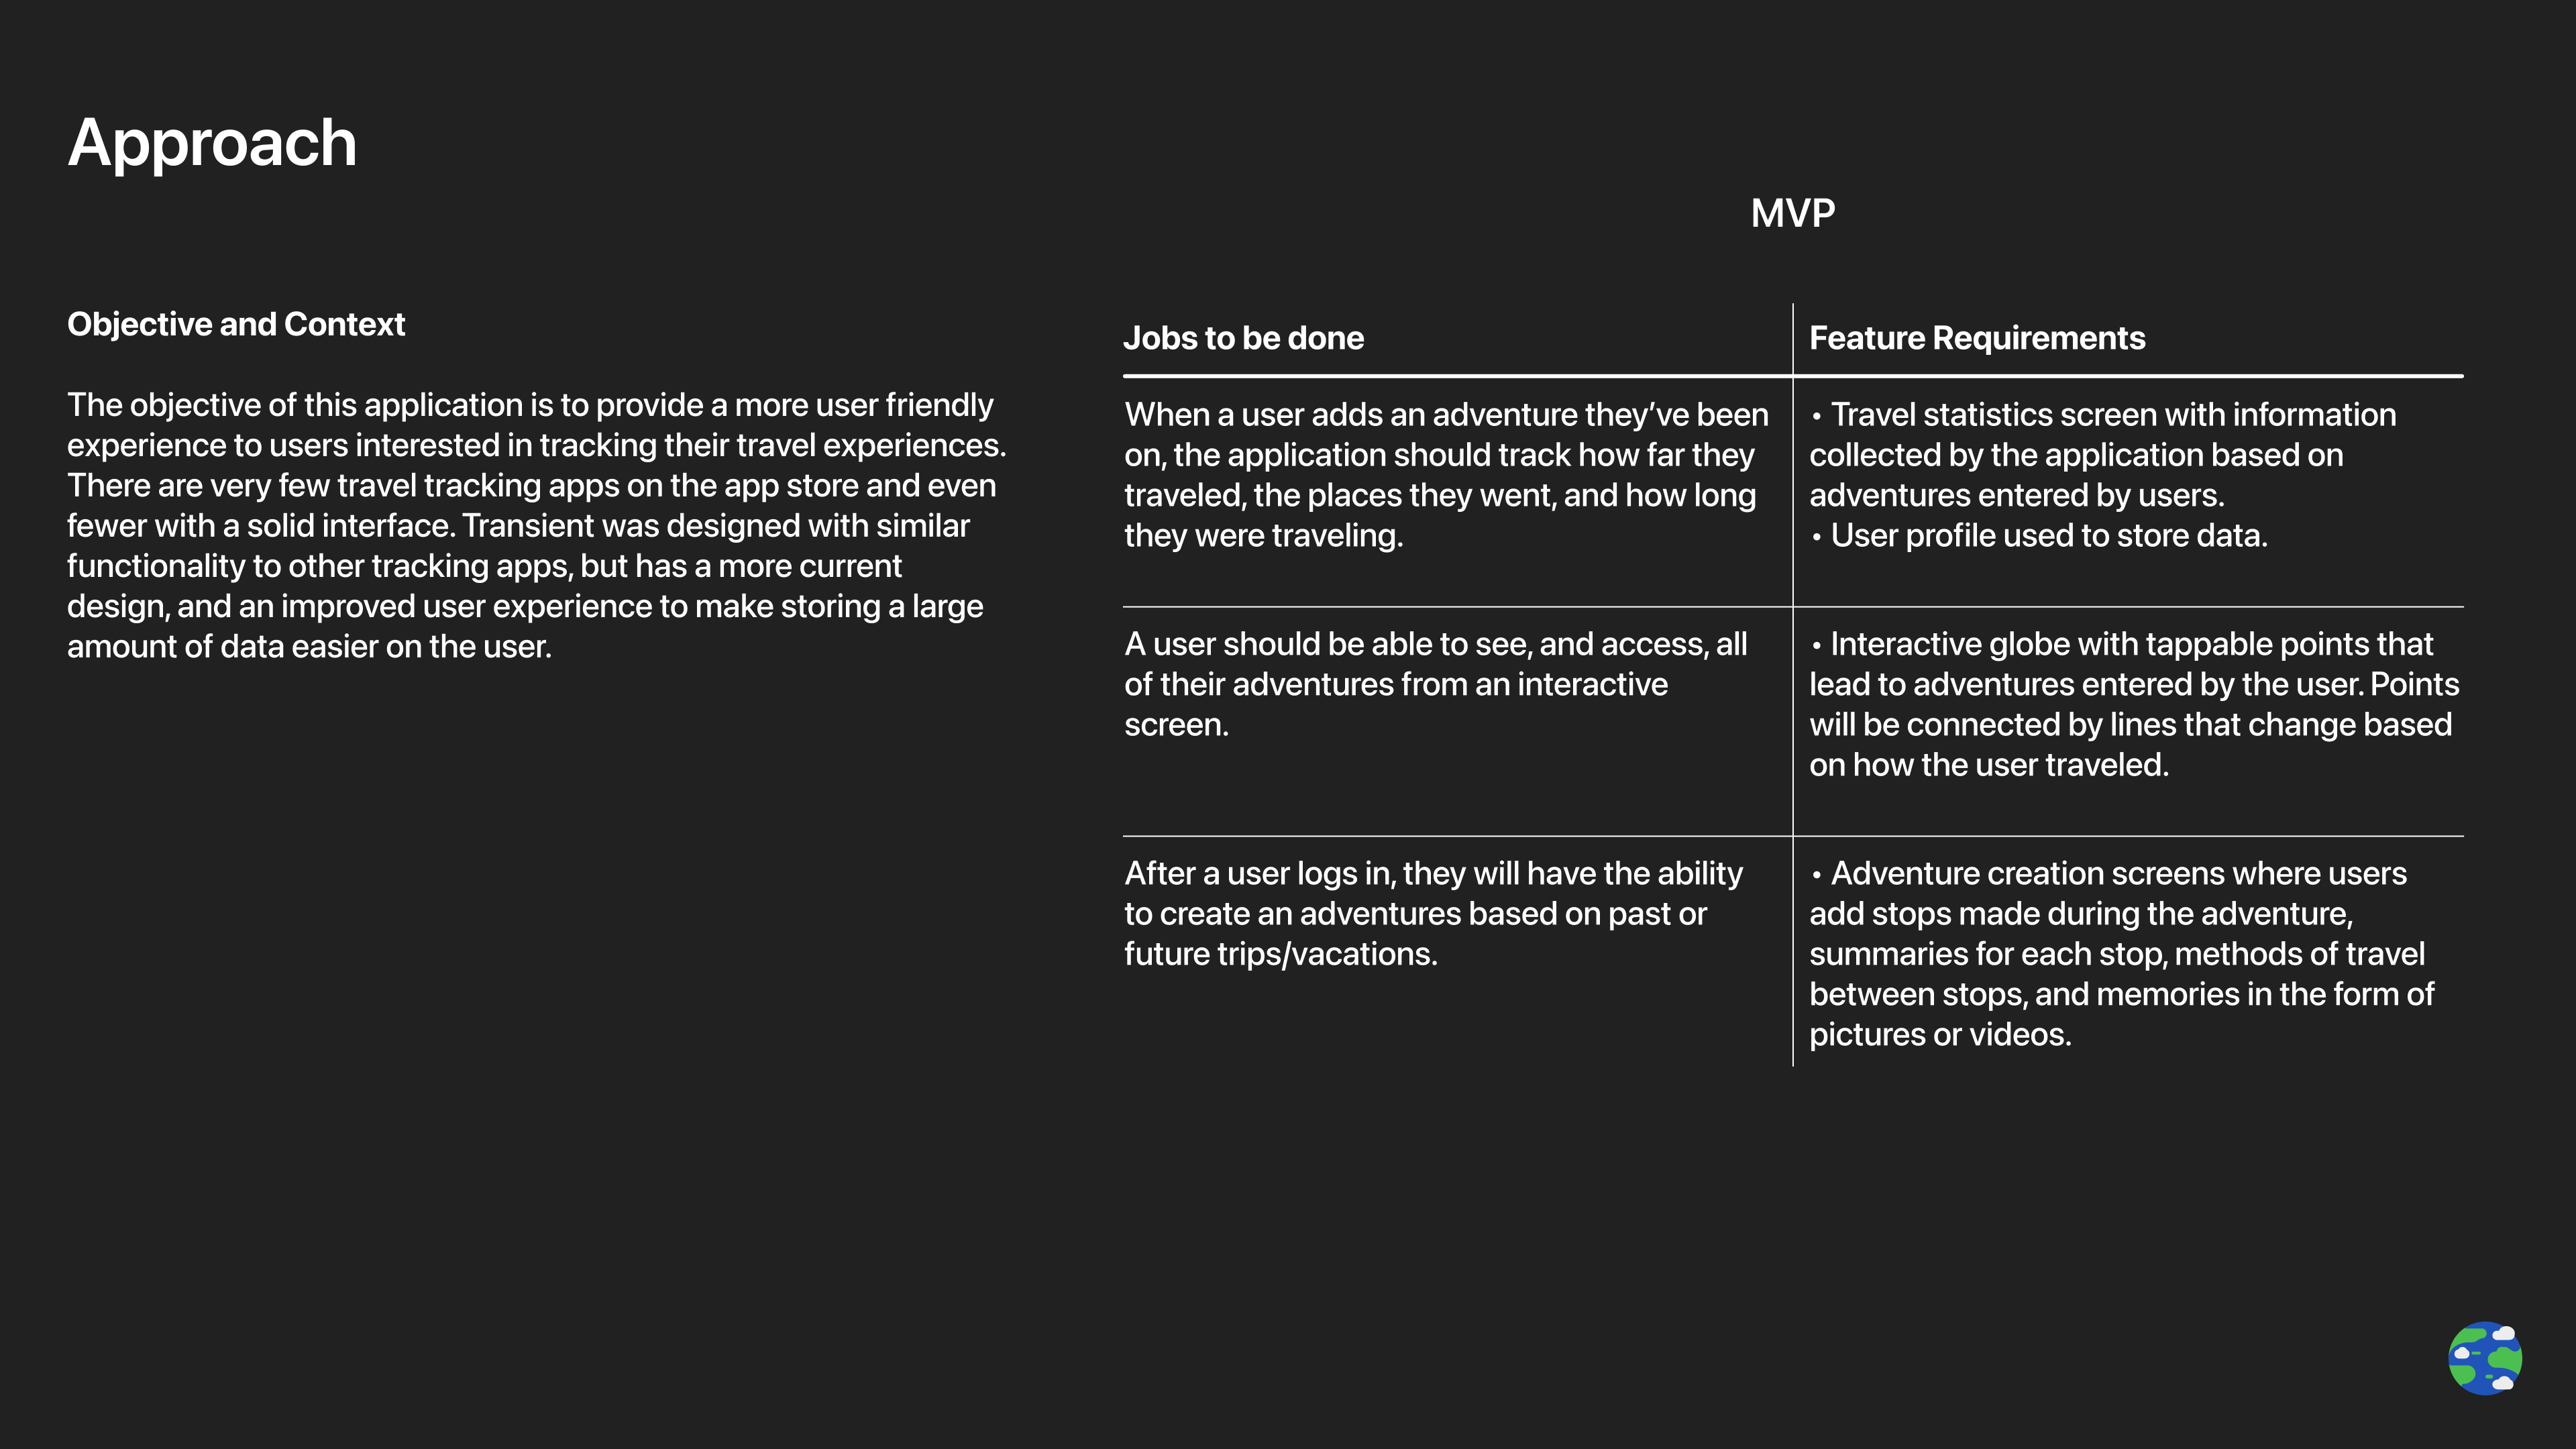 Approach
MVP
Objective and Context
The objective of this application is to provide a more user friendly
experience to users interested in tracking their travel experiences.
There are very few travel tracking apps on the app store and even
fewer with a solid interface. Transient was designed with similar
functionality to other tracking apps, but has a more current
design, and an improved user experience to make storing a large
amount of data easier on the user.
Jobs to be done
Feature Requirements
When a user adds an adventure they’ve been
on, the application should track how far they
traveled, the places they went, and how long
they were traveling.
• Travel statistics screen with information
collected by the application based on
adventures entered by users.
• User profile used to store data.
A user should be able to see, and access, all
of their adventures from an interactive
screen.
• Interactive globe with tappable points that
lead to adventures entered by the user. Points
will be connected by lines that change based
on how the user traveled.
After a user logs in, they will have the ability
to create an adventures based on past or
future trips/vacations.
• Adventure creation screens where users
add stops made during the adventure,
summaries for each stop, methods of travel
between stops, and memories in the form of
pictures or videos.